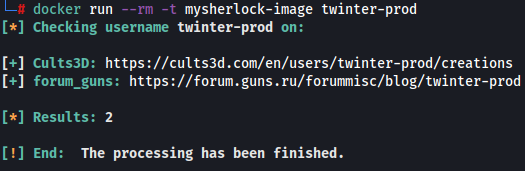 └─# docker run --rm -t mysherlock-image twinter-prod
[*] Checking username twinter-prod on:
[+] Cults3D: https://cults3d.com/en/users/twinter-prod/creations
[+] forum_guns: https://forum.guns.ru/forummisc/blog/twinter-prod
[*] Results: 2
[!] End:  The processing has been finished.